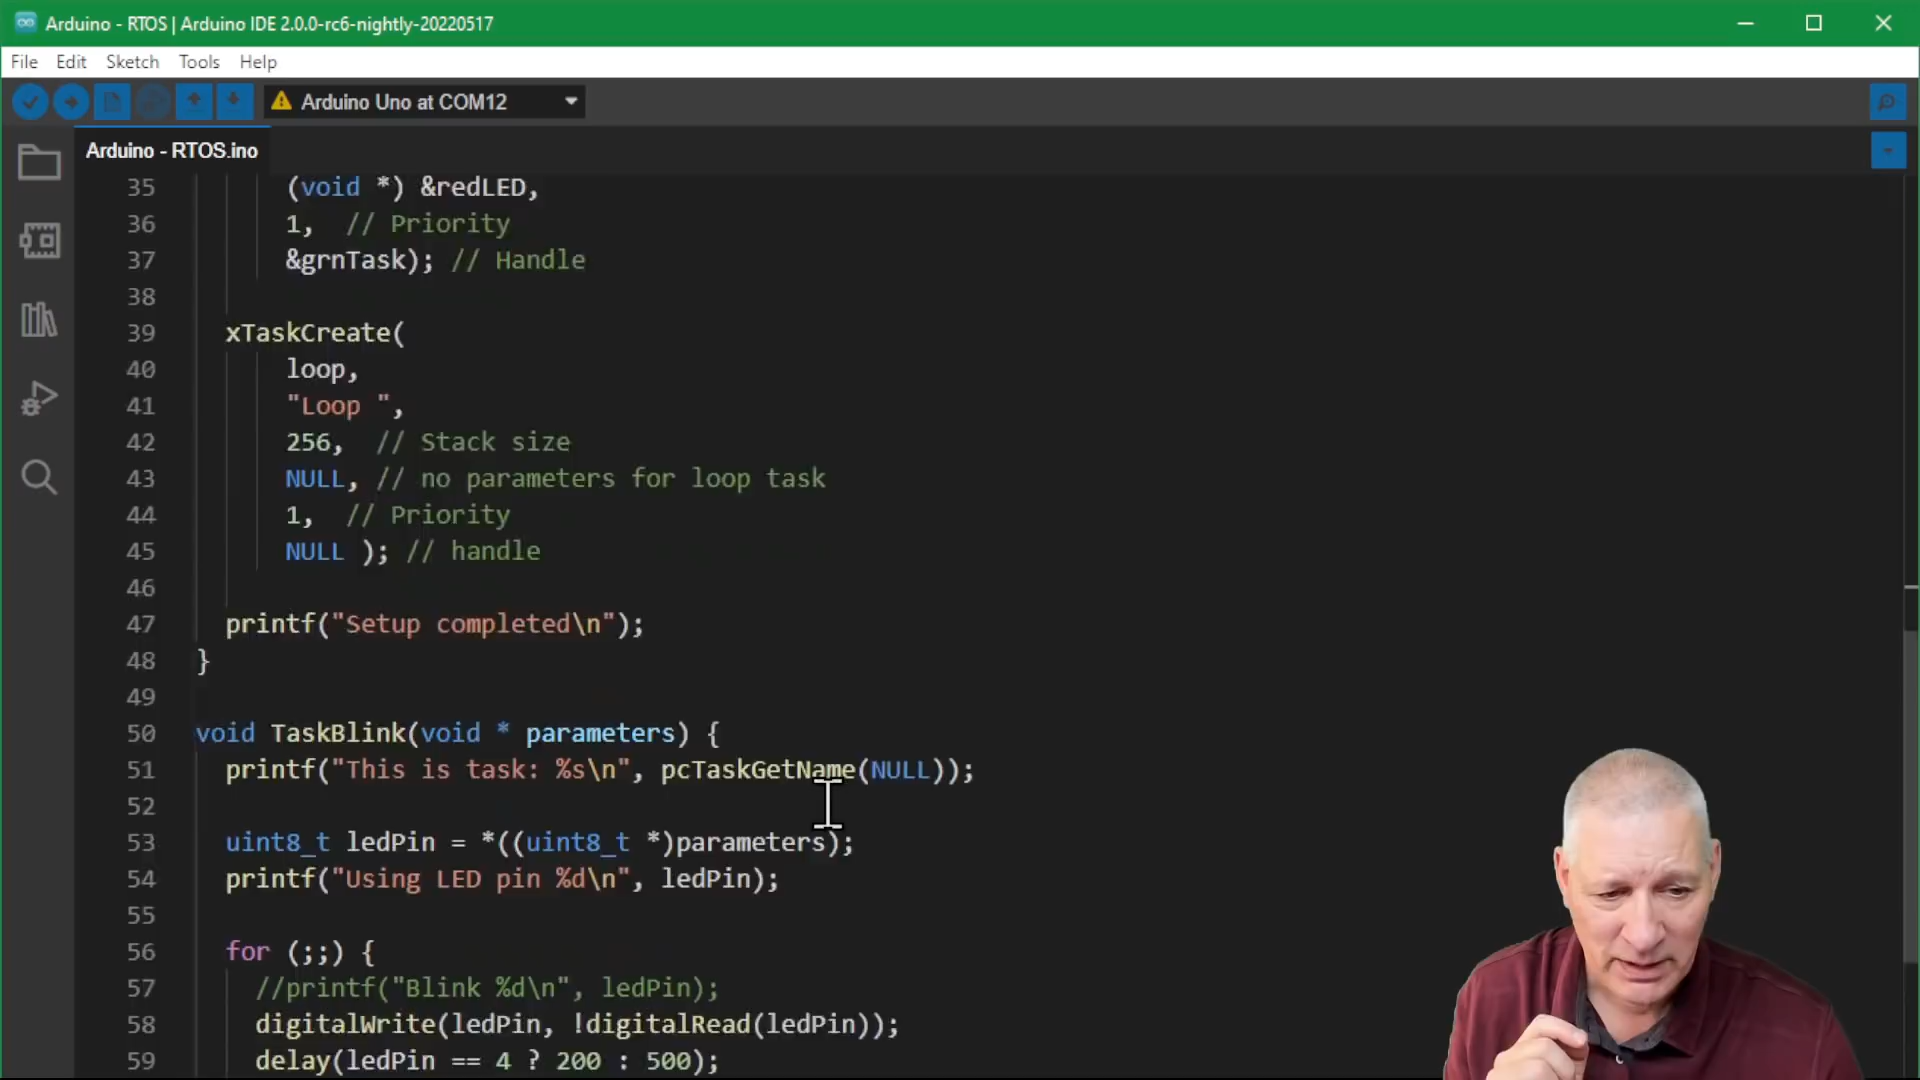 Arduino - RTOS | Arduino IDE 2.0.0-rc6-nightly-20220517
File Edit Sketch Tools Help
Arduino Uno at COM12
Arduino - RTOS.ino
35 (void *) &redLED,
36 1, // Priority
37 &grnTask); // Handle
38
39 xTaskCreate(
40 loop,
41 "Loop ",
42 256, // Stack size
43 NULL, // no parameters for loop task
44 1, // Priority
45 NULL ); // handle
46
47 printf("Setup completed\n");
48 }
49
50 void TaskBlink(void * parameters) {
51 printf("This is task: %s\n", pcTaskGetName(NULL));
52
53 uint8_t ledPin = *((uint8_t *)parameters);
54 printf("Using LED pin %d\n", ledPin);
55
56 for (;;) {
57 //printf("Blink %d\n", ledPin);
58 digitalWrite(ledPin, !digitalRead(ledPin));
59 delay(ledPin == 4 ? 200 : 500);